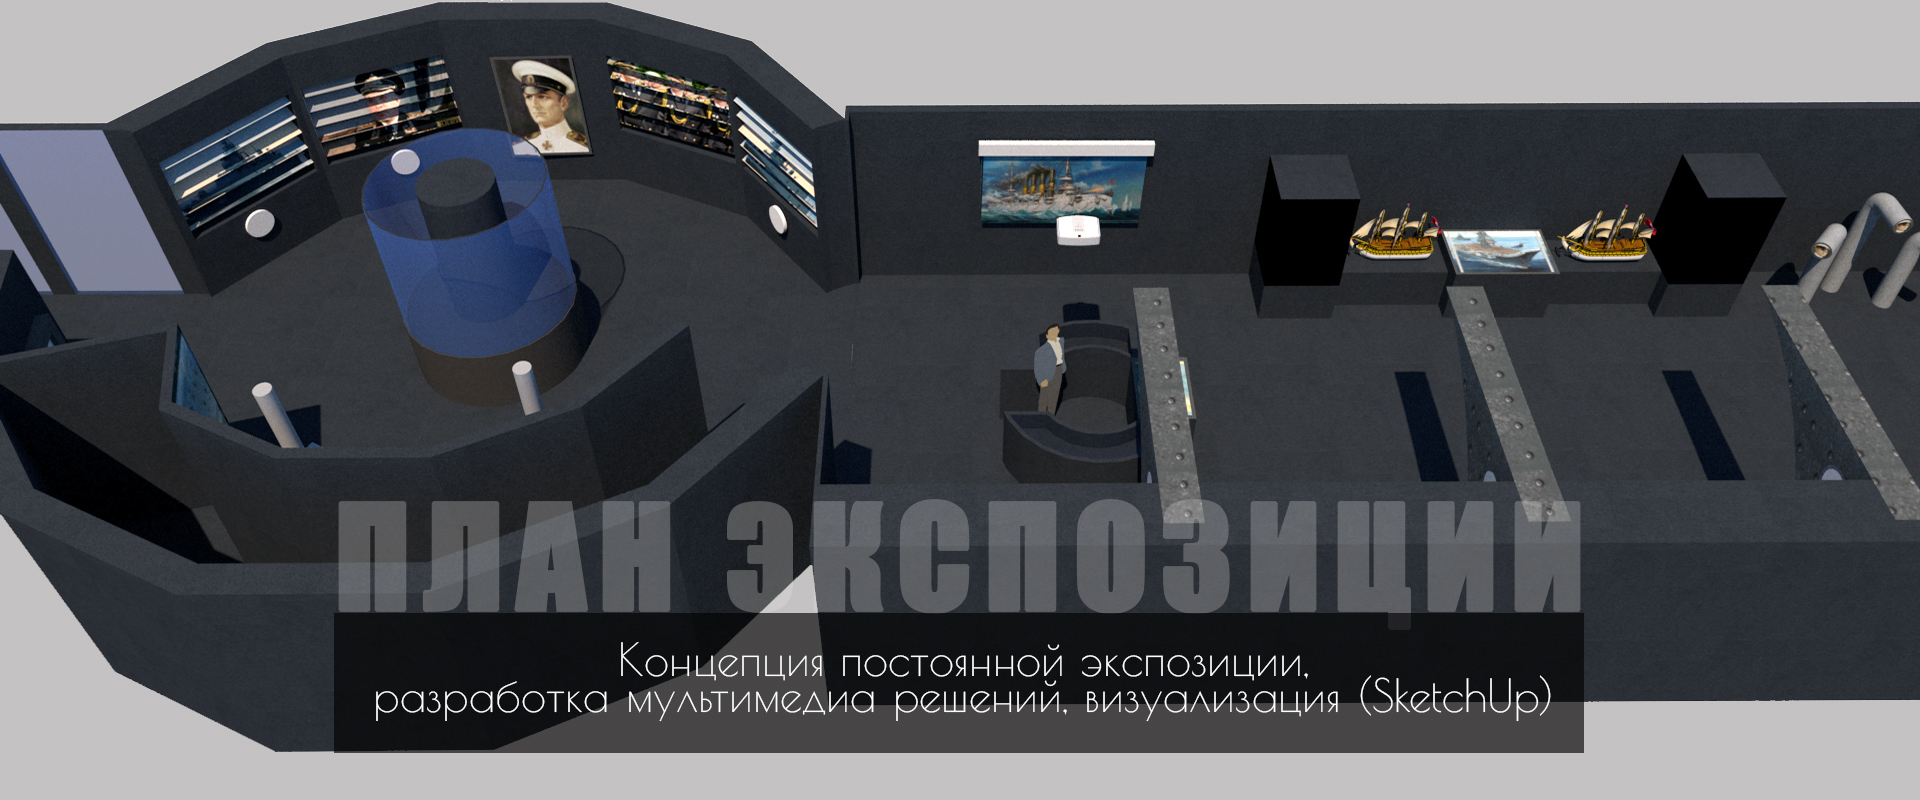 ПЛАН ЭКСПОЗИЦИИ
Концепция постоянной экспозиции,
разработка мультимедиа решений, визуализация (SketchUp)